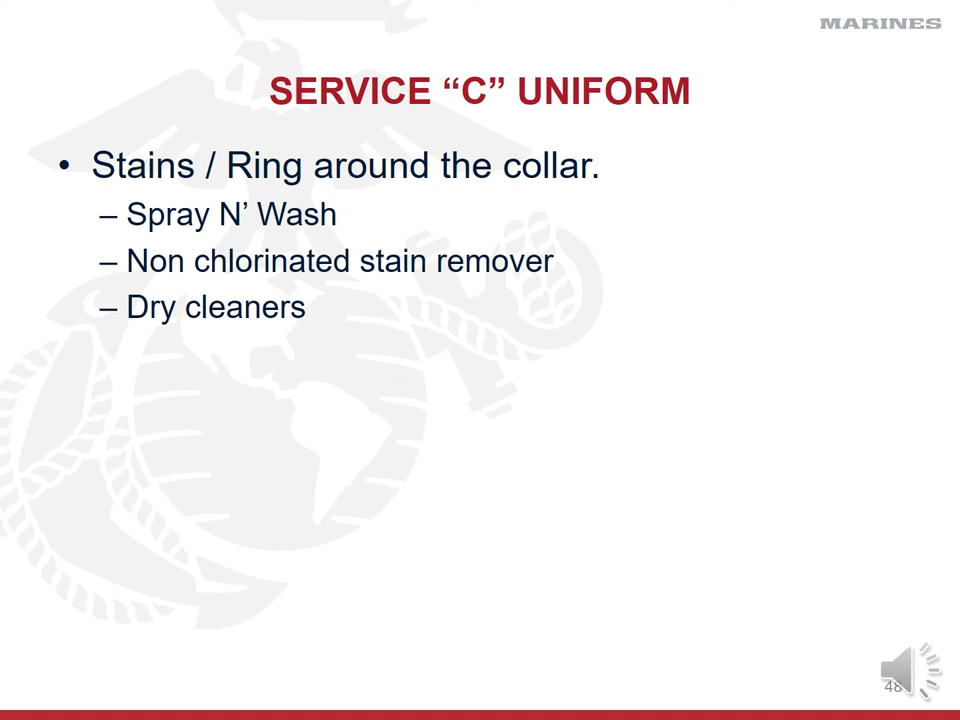 MARINES
SERVICE “C” UNIFORM
• Stains / Ring around the collar.
– Spray N’ Wash
– Non chlorinated stain remover
– Dry cleaners
48